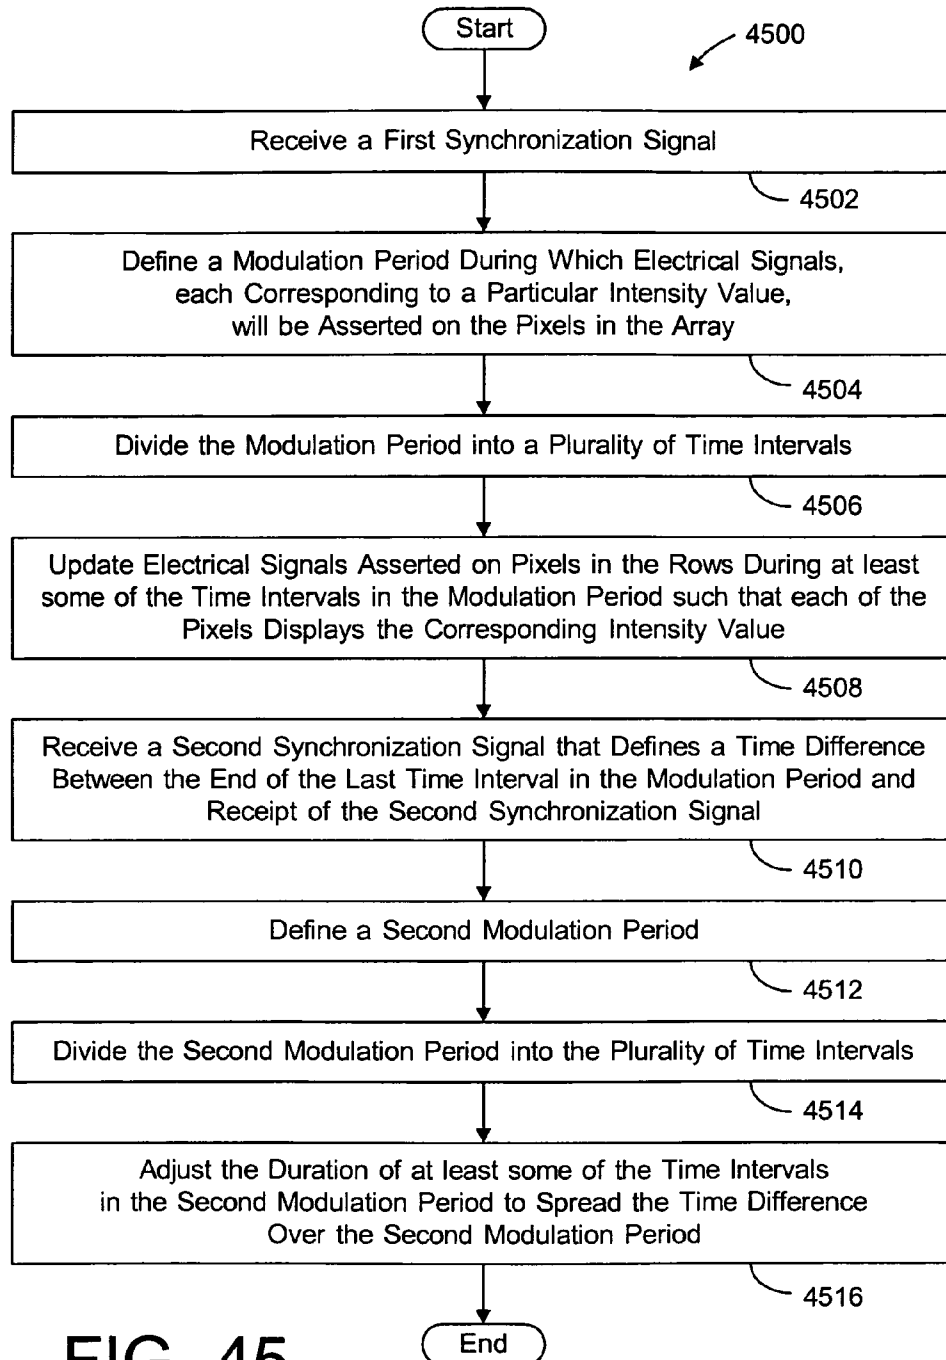 Start
4500
Receive a First Synchronization Signal
4502
Define a Modulation Period During Which Electrical Signals,
each Corresponding to a Particular Intensity Value,
will be Asserted on the Pixels in the Array
4504
Divide the Modulation Period into a Plurality of Time Intervals
4506
Update Electrical Signals Asserted on Pixels in the Rows During at least
some of the Time Intervals in the Modulation Period such that each of the
Pixels Displays the Corresponding Intensity Value
4508
Receive a Second Synchronization Signal that Defines a Time Difference
Between the End of the Last Time Interval in the Modulation Period and
Receipt of the Second Synchronization Signal
4510
Define a Second Modulation Period
4512
Divide the Second Modulation Period into the Plurality of Time Intervals
4514
Adjust the Duration of at least some of the Time Intervals
in the Second Modulation Period to Spread the Time Difference
Over the Second Modulation Period
4516
End
FIG. 45